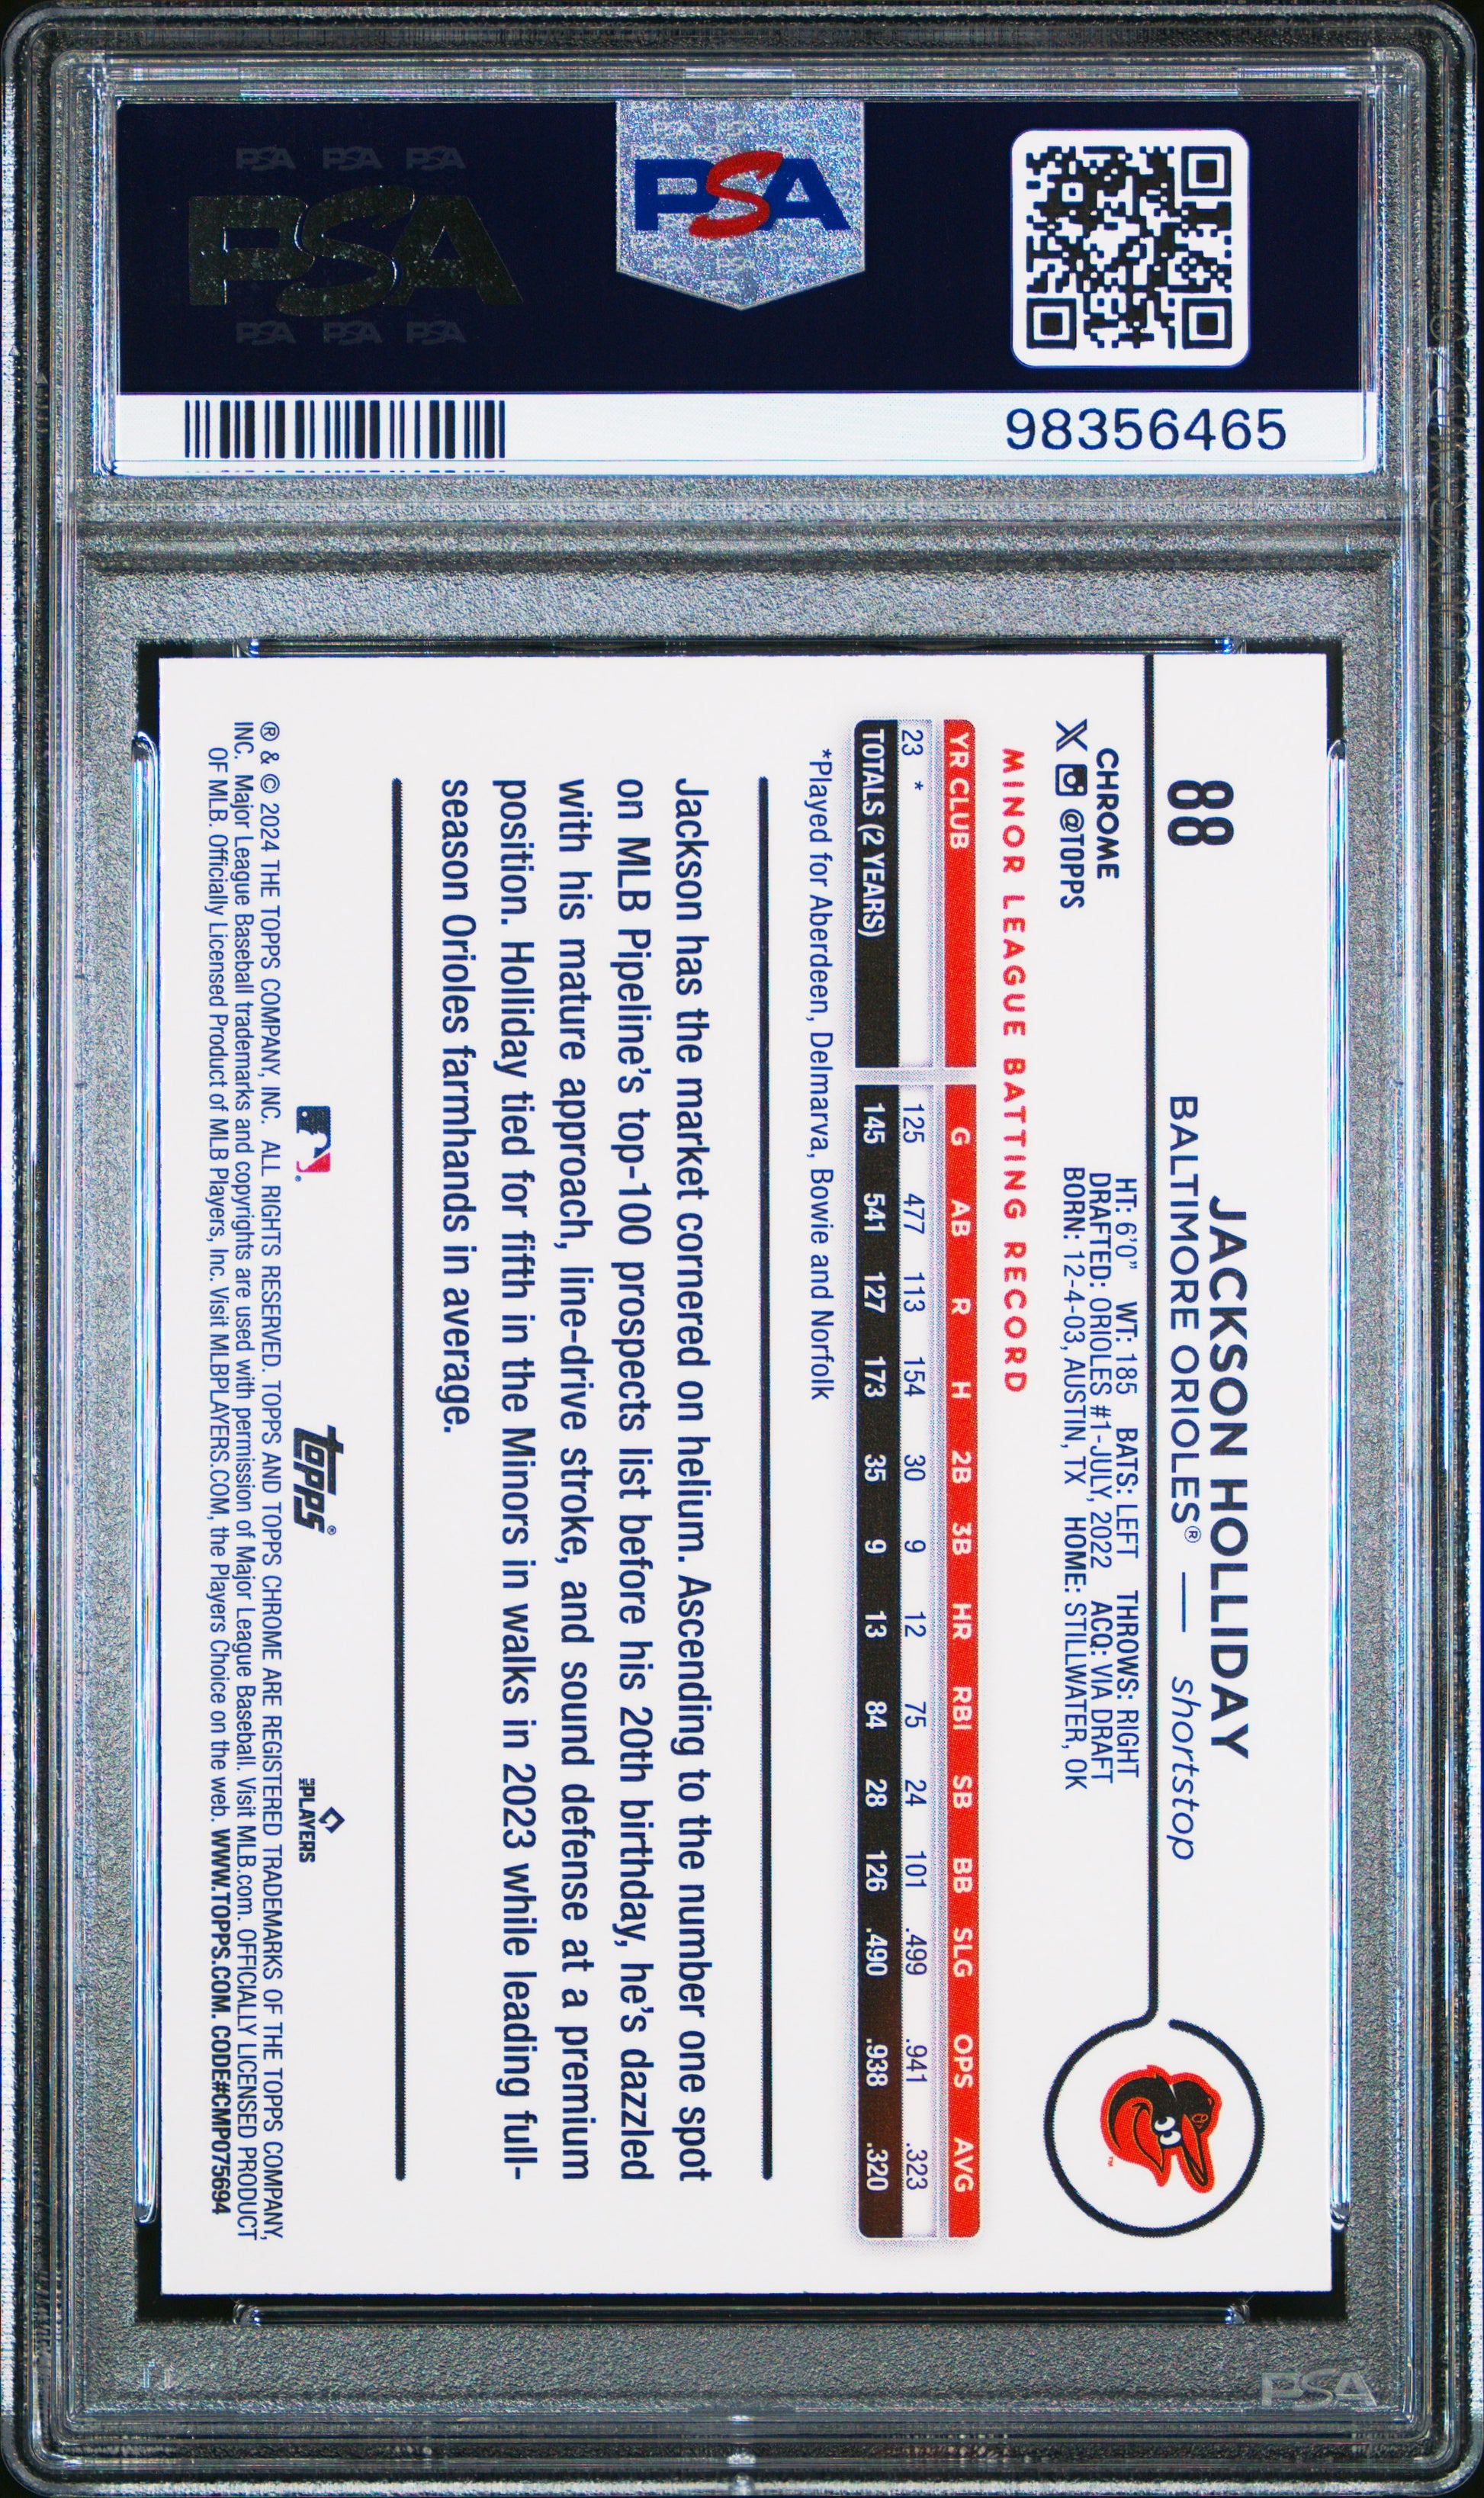 PSA PSA PSA
PSA
PSA PSA PSA
PSA
98356465
88
JACKSON HOLLIDAY
BALTIMORE ORIOLES® — shortstop
CHROME
X @TOPPS
HT: 6'0" WT: 185 BATS: LEFT THROWS: RIGHT
DRAFTED: ORIOLES #1-JULY, 2022 ACQ: VIA DRAFT
BORN: 12-4-03, AUSTIN, TX HOME: STILLWATER, OK
MINOR LEAGUE BATTING RECORD
YR CLUB G AB R H 2B 3B HR RBI SB BB SLG OPS AVG
23 * 125 477 113 154 30 9 12 75 24 101 .499 .941 .323
TOTALS (2 YEARS) 145 541 127 173 35 9 13 84 28 126 .490 .938 .320
*Played for Aberdeen, Delmarva, Bowie and Norfolk
Jackson has the market cornered on helium. Ascending to the number one spot
on MLB Pipeline's top-100 prospects list before his 20th birthday, he's dazzled
with his mature approach, line-drive stroke, and sound defense at a premium
position. Holliday tied for fifth in the Minors in walks in 2023 while leading full-
season Orioles farmhands in average.
topps®
PLAYERS
® & © 2024 THE TOPPS COMPANY, INC. ALL RIGHTS RESERVED. TOPPS AND TOPPS CHROME ARE REGISTERED TRADEMARKS OF THE TOPPS COMPANY,
INC. Major League Baseball trademarks and copyrights are used with permission of Major League Baseball. Visit MLB.com. OFFICIALLY LICENSED PRODUCT
OF MLB. Officially Licensed Product of MLB Players, Inc. Visit MLBPLAYERS.COM, the Players Choice on the web. WWW.TOPPS.COM. CODE#CMP075694
PSA